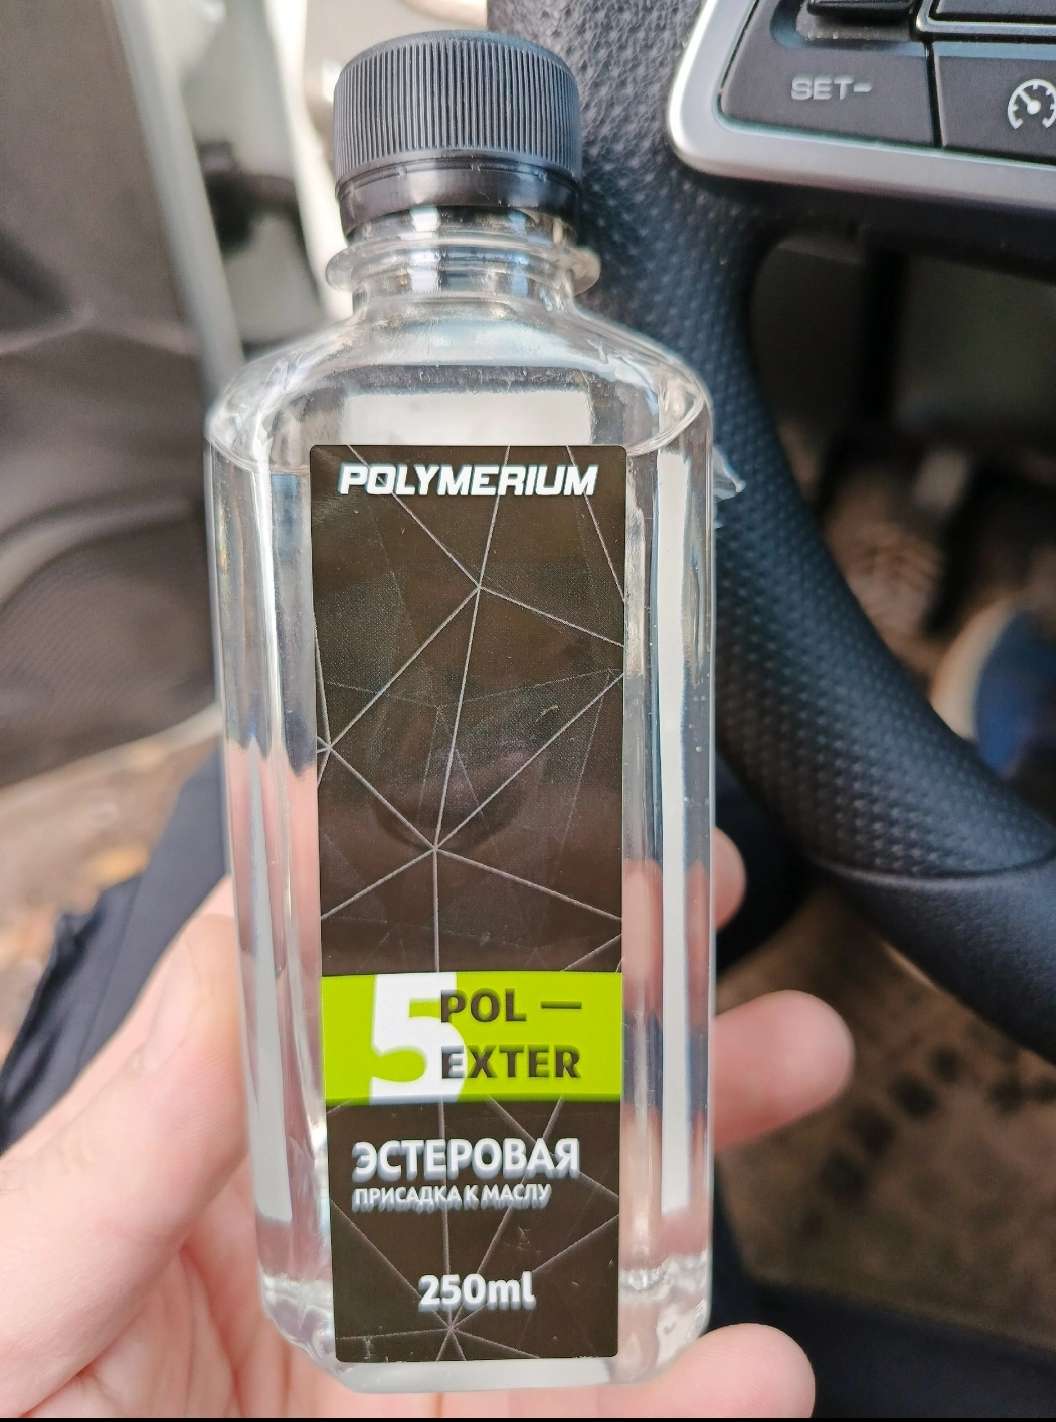 SET-
POLYMERIUM
5
POL —
EXTER
ЭСТЕРОВАЯ
ПРИСАДКА К МАСЛУ
250ml